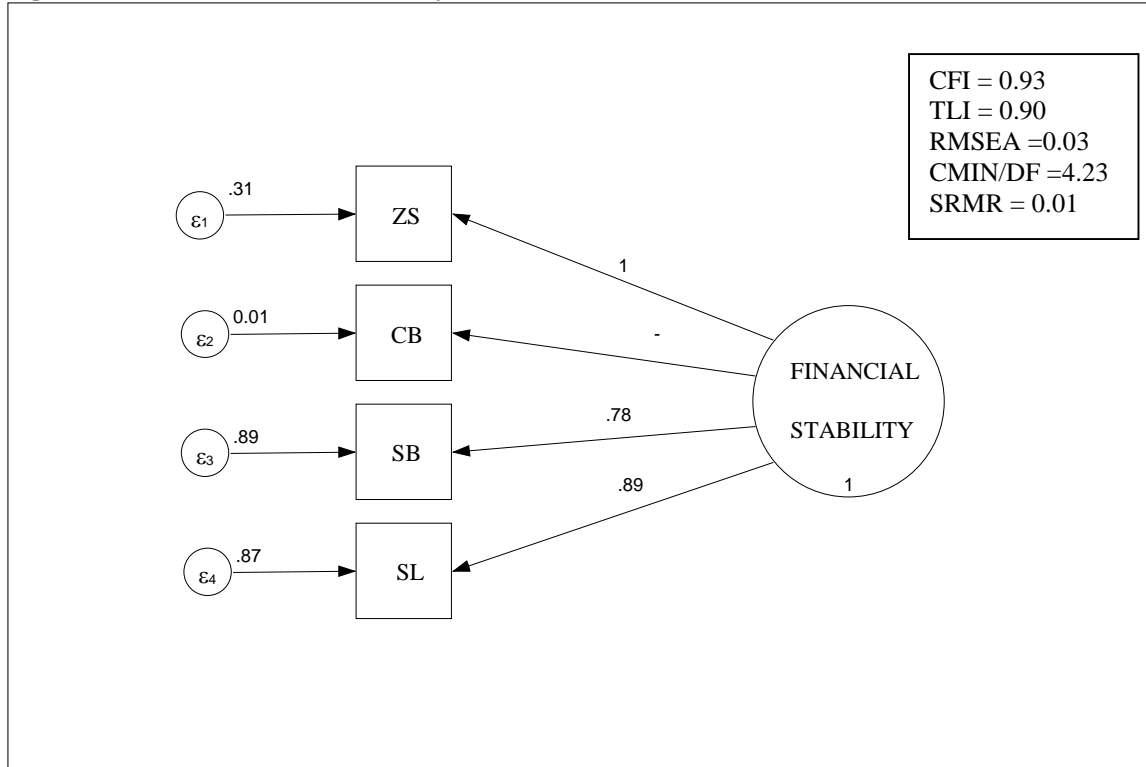 CFI = 0.93
TLI = 0.90
RMSEA =0.03
CMIN/DF =4.23
SRMR = 0.01
.31
ε1
ZS
1
0.01
ε2
CB
-
FINANCIAL
STABILITY
1
.89
ε3
SB
.78
.87
ε4
SL
.89